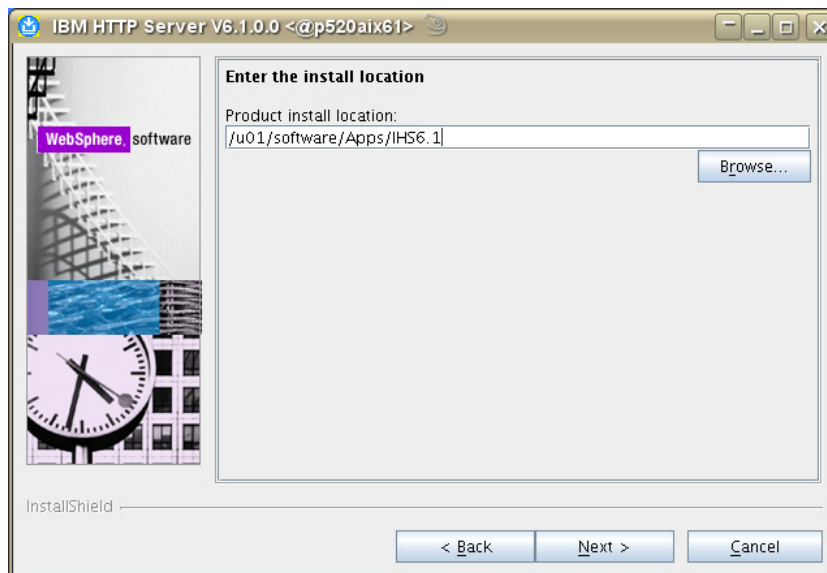 IBM HTTP Server V6.1.0.0 <@p520aix61>
WebSphere. software
Enter the install location
Product install location:
/u01/software/Apps/IHS6.1
Browse...
InstallShield
< Back
Next >
Cancel